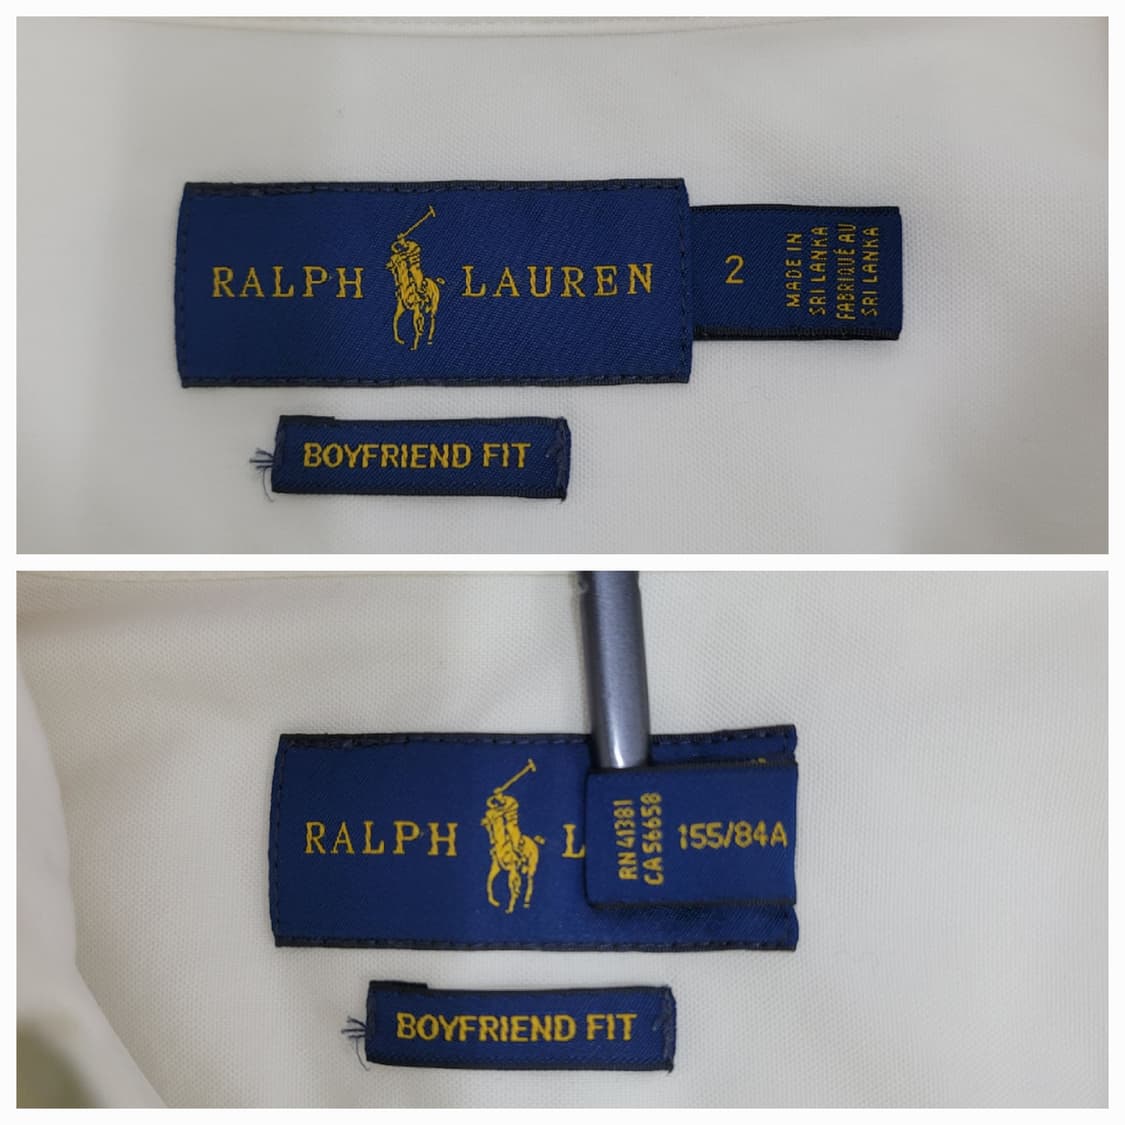 RALPH LAUREN
2
MADE IN
SRI LANKA
FABRIQUÉ AU
SRI LANKA
BOYFRIEND FIT
RALPH L
RN 41381
CA 56658
155/84A
BOYFRIEND FIT